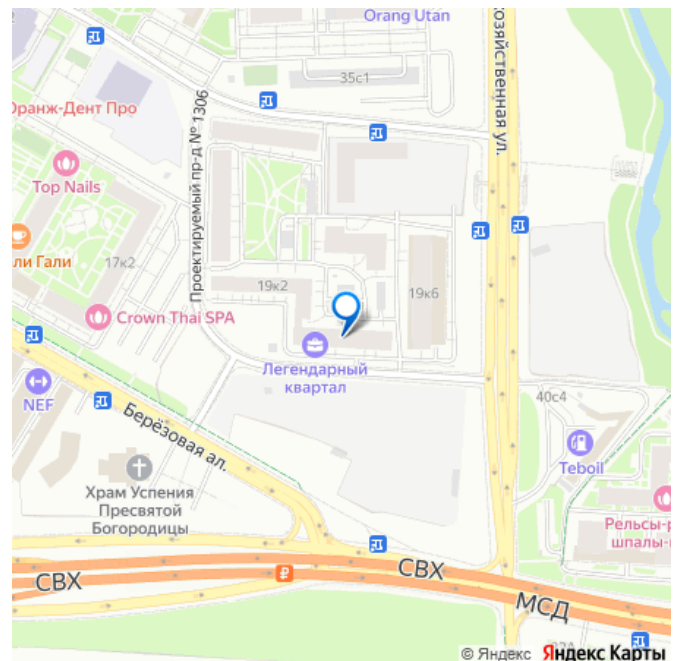 Orang Utan
хозяйственная ул.
35с1
Оранж-Дент Про
Проектируемый пр-д № 1306
Top Nails
ли Гали
17к2
19к2
19к6
Crown Thai SPA
Легендарный
квартал
NEF
40с4
Берёзовая ал.
Teboil
Храм Успения
Пресвятой
Богородицы
Рельсы-р
шпалы-
СВХ
СВХ
МСД
© Яндекс Яндекс Карты